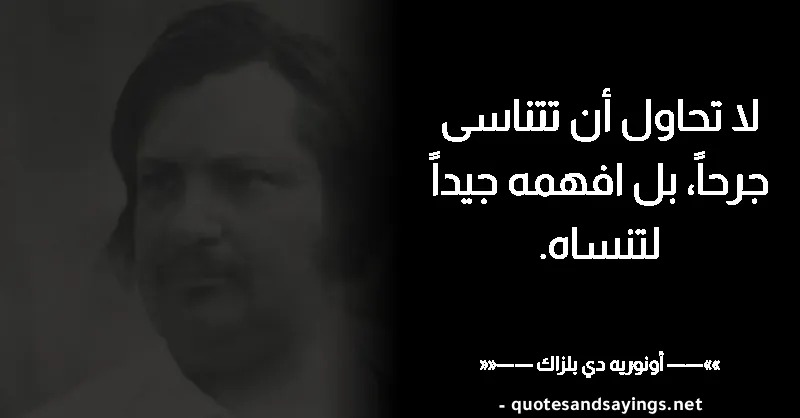 لا تحاول أن تتناسى
جرحاً، بل افهمه جيداً
لتنساه.
»»—— أونوريه دي بلزاك ——««
- quotesandsayings.net